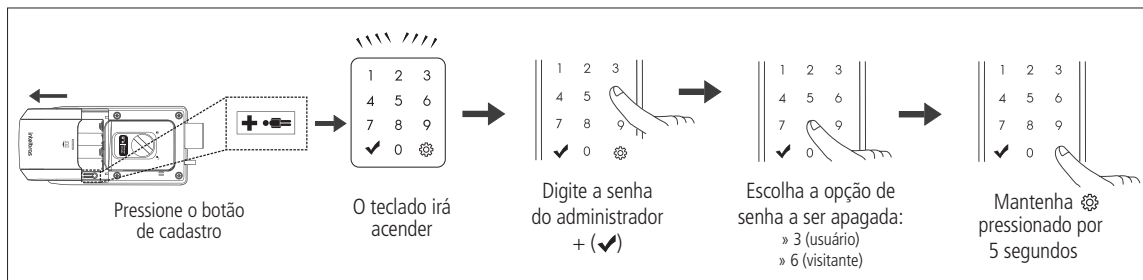 intelbras
Pressione o botão
de cadastro
1 2 3
4 5 6
7 8 9
✔ 0 ⚙
O teclado irá
acender
1 2 3
4 5
7 8 9
✔ 0 ⚙
Digite a senha
do administrador
+ (✔)
1 2 3
4 5 6
7 9
✔ 0
Escolha a opção de
senha a ser apagada:
» 3 (usuário)
» 6 (visitante)
1 2 3
4 5 6
7 8 9
✔ 0
Mantenha ⚙
pressionado por
5 segundos